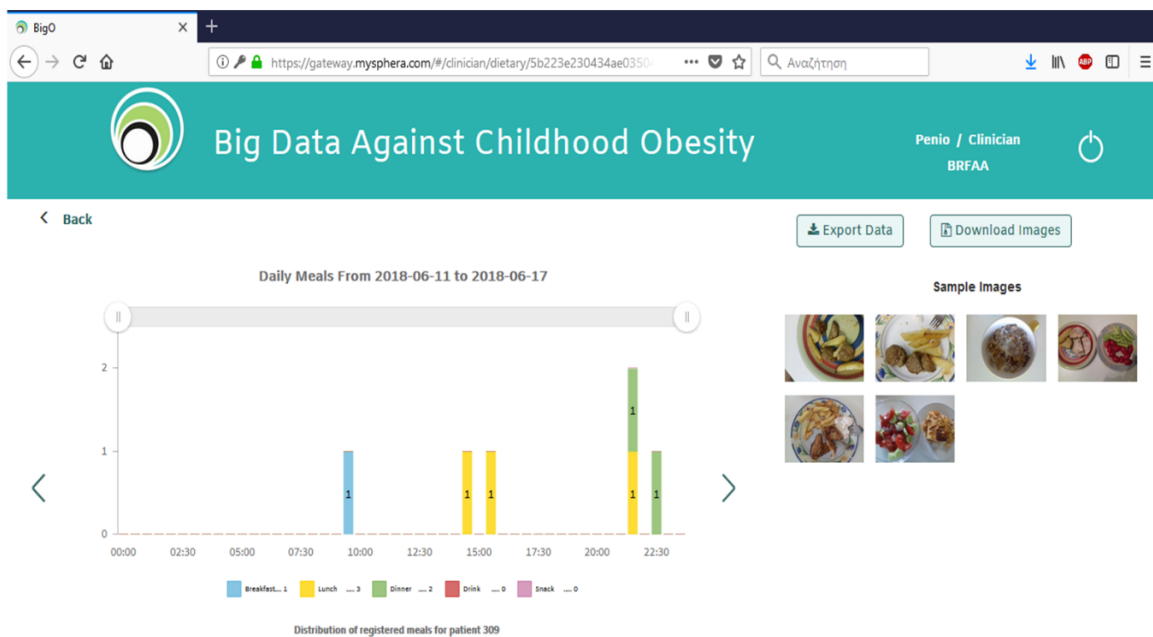 BigO
https://gateway.mysphera.com/#/clinician/dietary/5b223e230434ae0350
Αναζήτηση
ABP
Big Data Against Childhood Obesity
Penio / Clinician
BRFAA
Back
Export Data
Download Images
Daily Meals From 2018-06-11 to 2018-06-17
Sample Images
2
1
0
1
1
1
1
1
1
00:00 02:30 05:00 07:30 10:00 12:30 15:00 17:30 20:00 22:30
Breakfast.... 1 Lunch .... 3 Dinner .... 2 Drink .... 0 Snack .... 0
Distribution of registered meals for patient 309